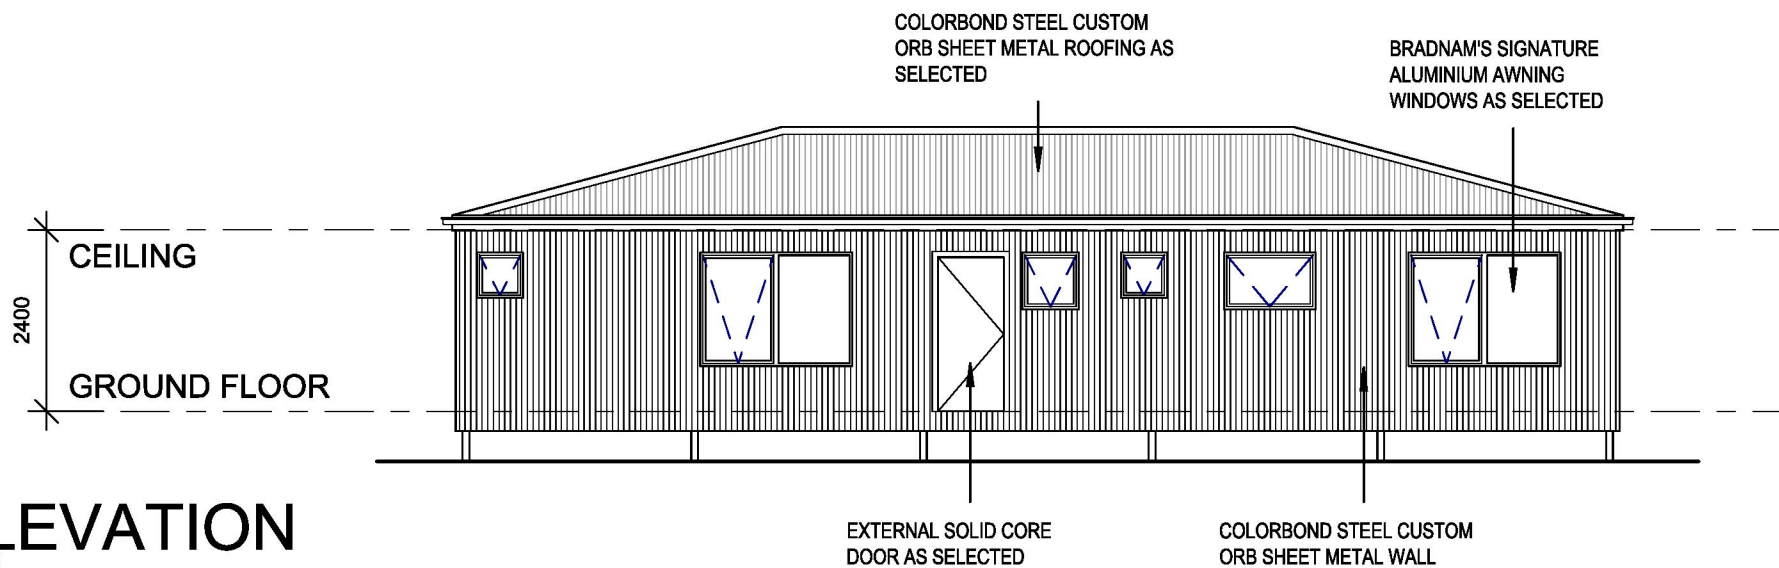 COLORBOND STEEL CUSTOM
ORB SHEET METAL ROOFING AS
SELECTED
BRADNAM'S SIGNATURE
ALUMINIUM AWNING
WINDOWS AS SELECTED
CEILING
2400
GROUND FLOOR
LEVATION
EXTERNAL SOLID CORE
DOOR AS SELECTED
COLORBOND STEEL CUSTOM
ORB SHEET METAL WALL